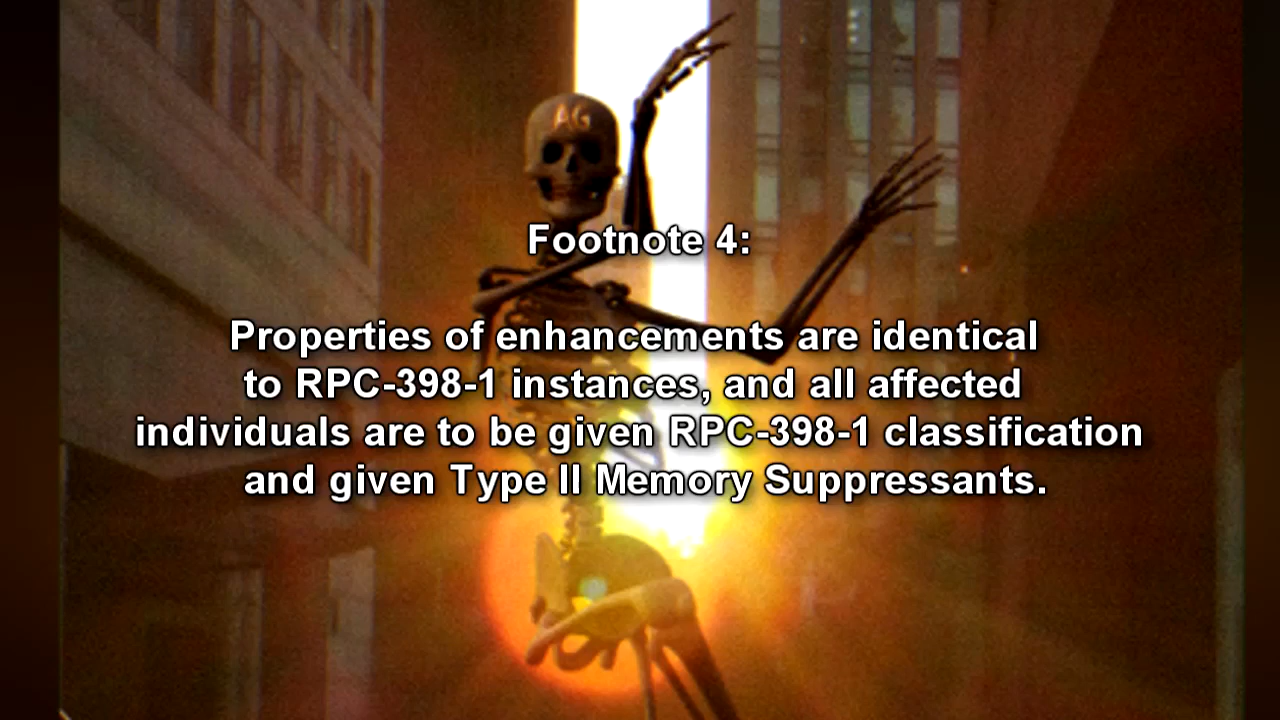 AG
Footnote 4:
Properties of enhancements are identical
to RPC-398-1 instances, and all affected
individuals are to be given RPC-398-1 classification
and given Type II Memory Suppressants.